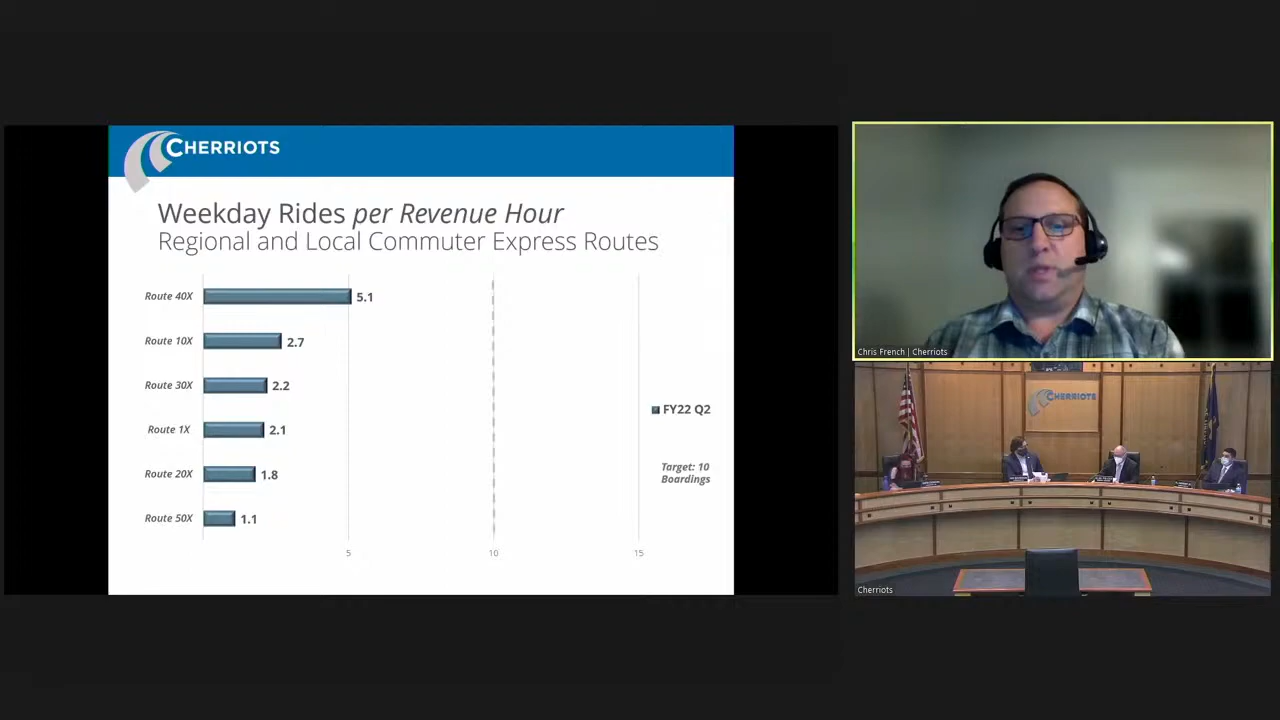 CHERRIOTS
Weekday Rides per Revenue Hour
Regional and Local Commuter Express Routes
Route 40X
5.1
Route 10X
2.7
Route 30X
2.2
Route 1X
2.1
Route 20X
1.8
Route 50X
1.1
5
10
15
FY22 Q2
Target: 10
Boardings
Chris French | Cherriots
CHERRIOTS
Cherriots